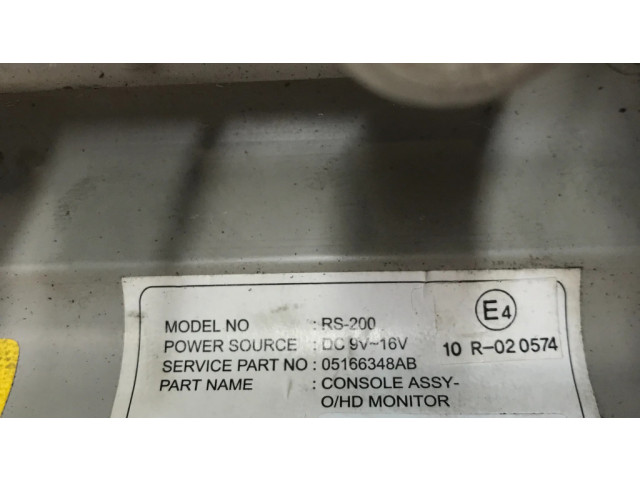 MODEL NO : RS-200
POWER SOURCE : DC 9V~16V
SERVICE PART NO : 05166348AB
PART NAME : CONSOLE ASSY-
O/HD MONITOR
E4
10 R-02 0574